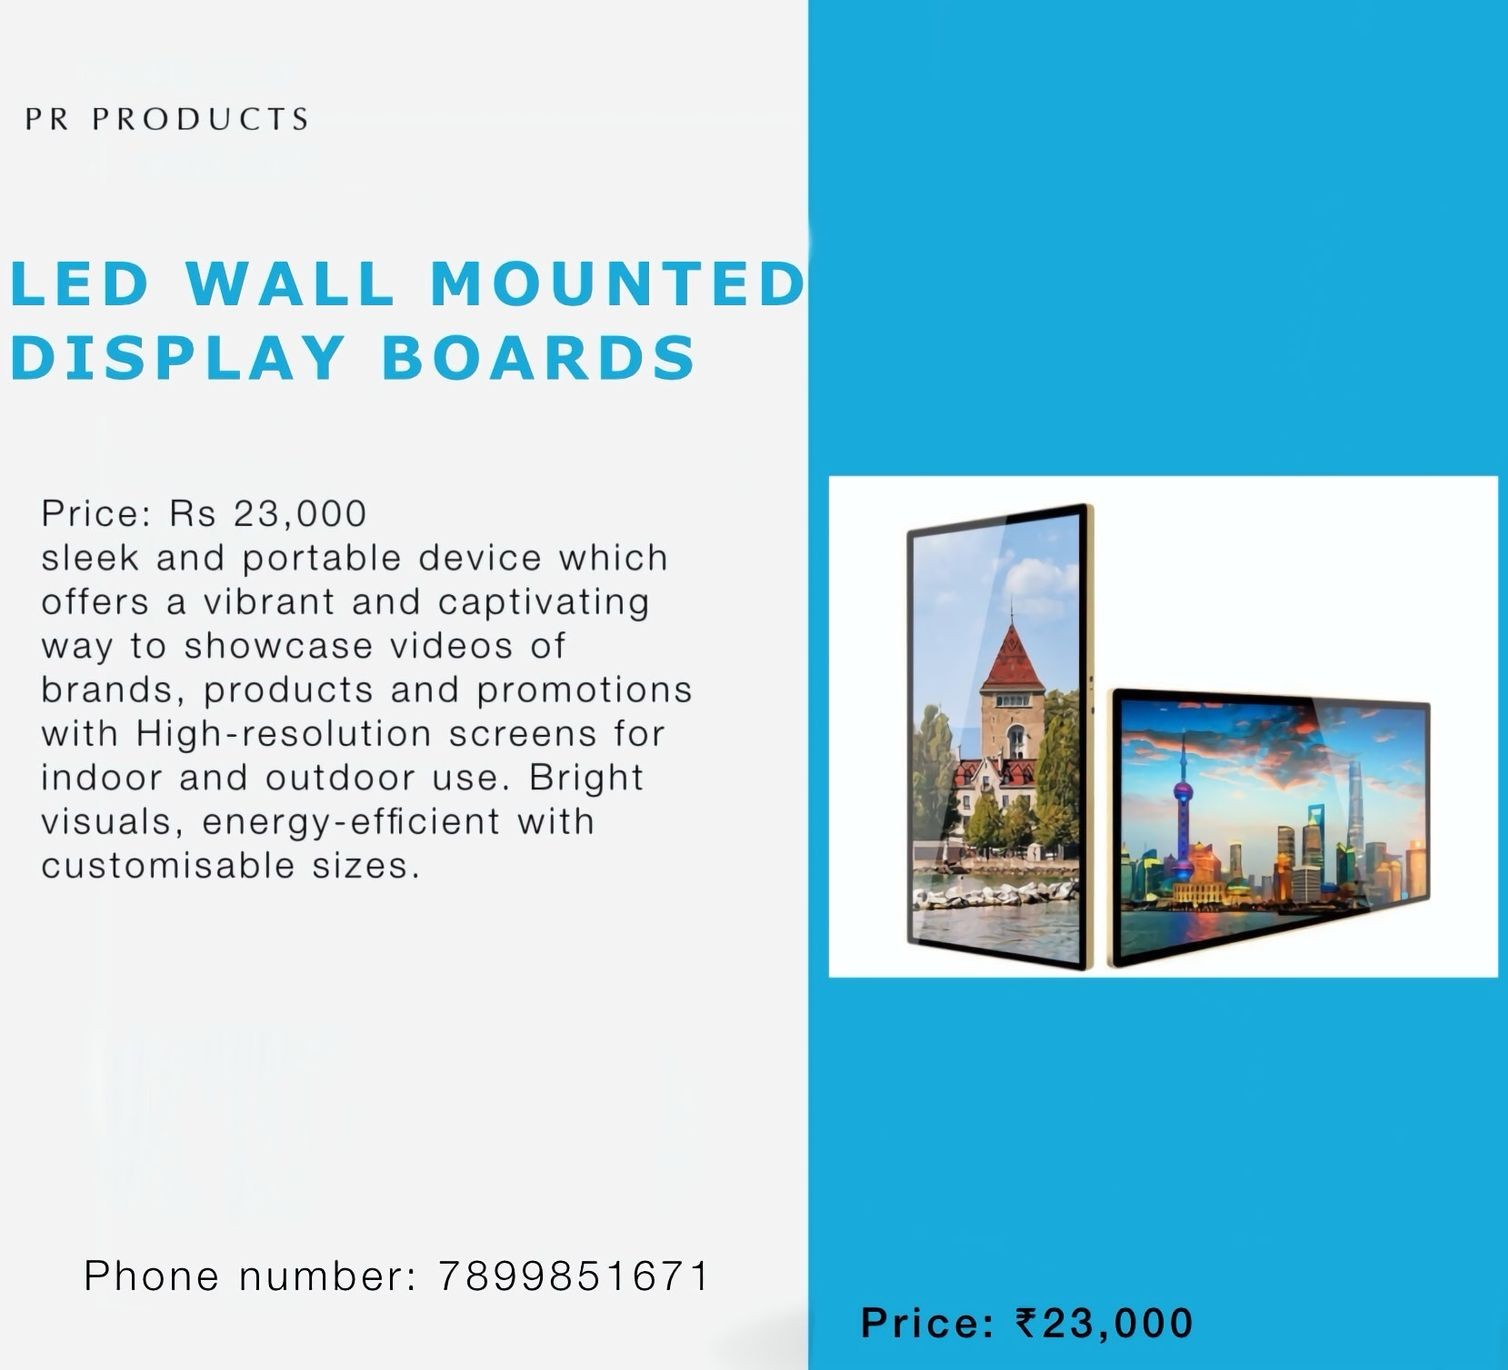 PR PRODUCTS
LED WALL MOUNTED
DISPLAY BOARDS
Price: Rs 23,000
sleek and portable device which
offers a vibrant and captivating
way to showcase videos of
brands, products and promotions
with High-resolution screens for
indoor and outdoor use. Bright
visuals, energy-efficient with
customisable sizes.
Phone number: 7899851671
Price: ₹23,000